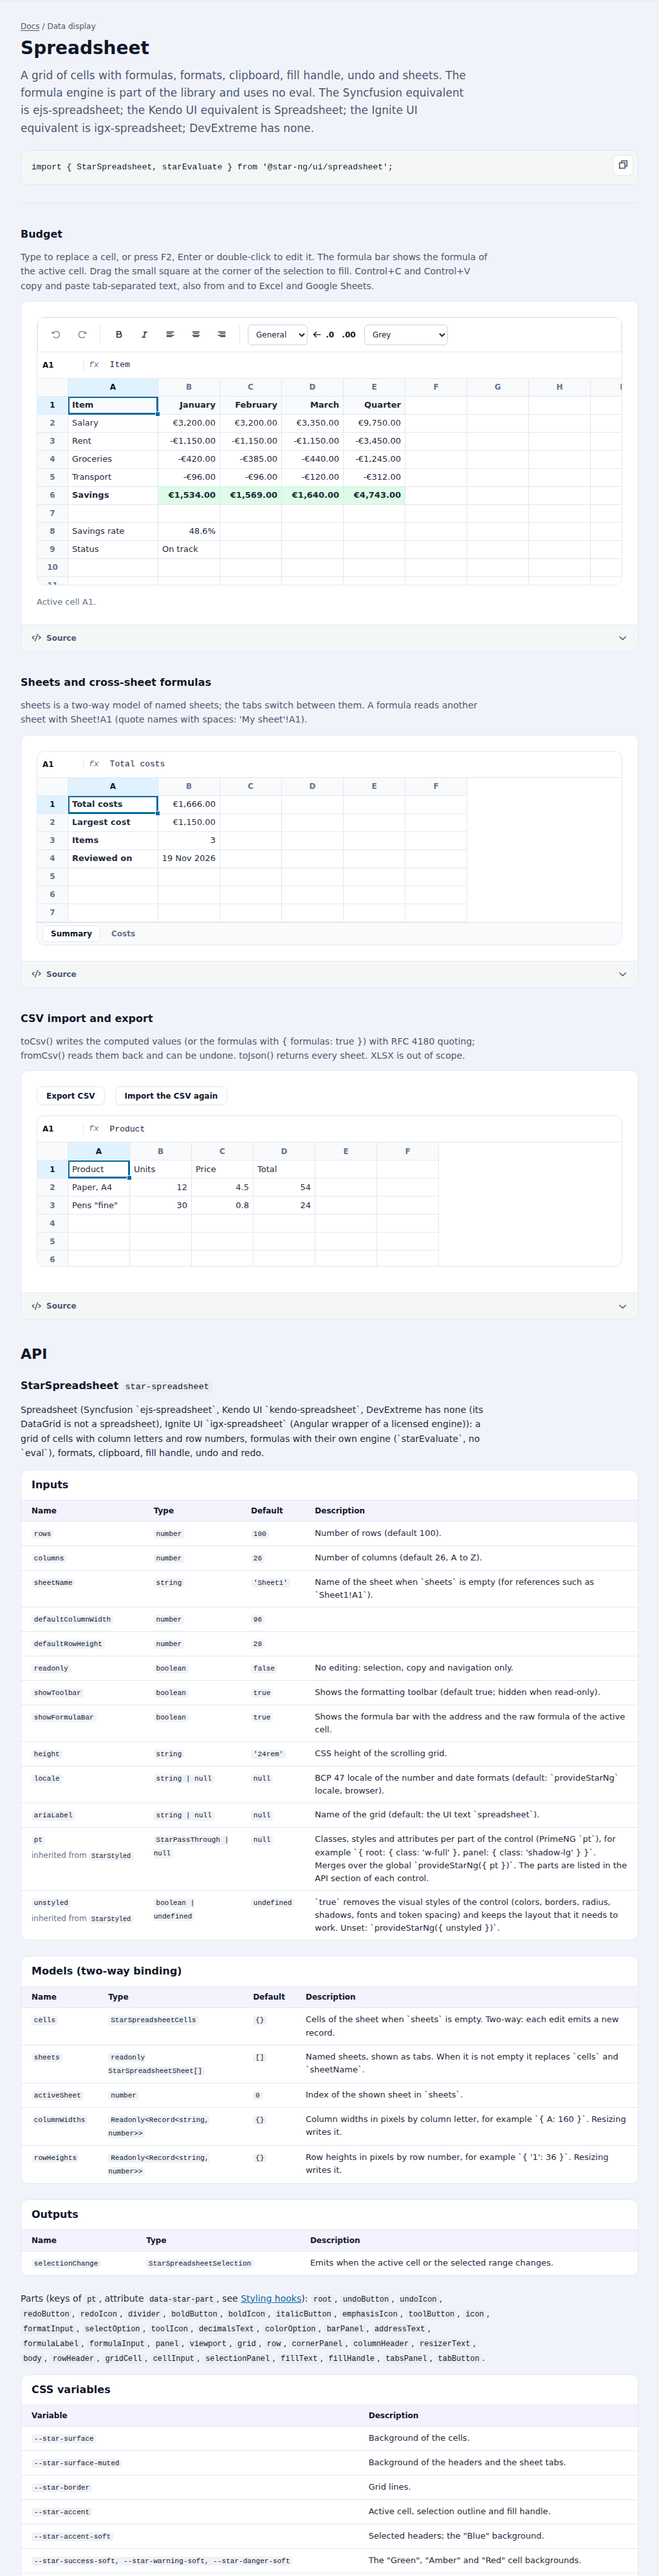 Docs / Data display
Spreadsheet
A grid of cells with formulas, formats, clipboard, fill handle, undo and sheets. The
formula engine is part of the library and uses no eval. The Syncfusion equivalent
is ejs-spreadsheet; the Kendo UI equivalent is Spreadsheet; the Ignite UI
equivalent is igx-spreadsheet; DevExtreme has none.
import { StarSpreadsheet, starEvaluate } from '@star-ng/ui/spreadsheet';
Budget
Type to replace a cell, or press F2, Enter or double-click to edit it. The formula bar shows the formula of
the active cell. Drag the small square at the corner of the selection to fill. Control+C and Control+V
copy and paste tab-separated text, also from and to Excel and Google Sheets.
B I General .0 .00 Grey
A1 fx Item
A B C D E F G H
1 Item January February March Quarter
2 Salary €3,200.00 €3,200.00 €3,350.00 €9,750.00
3 Rent -€1,150.00 -€1,150.00 -€1,150.00 -€3,450.00
4 Groceries -€420.00 -€385.00 -€440.00 -€1,245.00
5 Transport -€96.00 -€96.00 -€120.00 -€312.00
6 Savings €1,534.00 €1,569.00 €1,640.00 €4,743.00
7
8 Savings rate 48.6%
9 Status On track
10
11
Active cell A1.
</> Source
Sheets and cross-sheet formulas
sheets is a two-way model of named sheets; the tabs switch between them. A formula reads another
sheet with Sheet!A1 (quote names with spaces: 'My sheet'!A1).
A1 fx Total costs
A B C D E F
1 Total costs €1,666.00
2 Largest cost €1,150.00
3 Items 3
4 Reviewed on 19 Nov 2026
5
6
7
Summary Costs
</> Source
CSV import and export
toCsv() writes the computed values (or the formulas with { formulas: true }) with RFC 4180 quoting;
fromCsv() reads them back and can be undone. toJson() returns every sheet. XLSX is out of scope.
Export CSV Import the CSV again
A1 fx Product
A B C D E F
1 Product Units Price Total
2 Paper, A4 12 4.5 54
3 Pens "fine" 30 0.8 24
4
5
6
</> Source
API
StarSpreadsheet star-spreadsheet
Spreadsheet (Syncfusion `ejs-spreadsheet`, Kendo UI `kendo-spreadsheet`, DevExtreme has none (its
DataGrid is not a spreadsheet), Ignite UI `igx-spreadsheet` (Angular wrapper of a licensed engine)): a
grid of cells with column letters and row numbers, formulas with their own engine (`starEvaluate`, no
`eval`), formats, clipboard, fill handle, undo and redo.
Inputs
Name Type Default Description
rows number 100 Number of rows (default 100).
columns number 26 Number of columns (default 26, A to Z).
sheetName string 'Sheet1' Name of the sheet when `sheets` is empty (for references such as
`Sheet1!A1`).
defaultColumnWidth number 96
defaultRowHeight number 28
readonly boolean false No editing: selection, copy and navigation only.
showToolbar boolean true Shows the formatting toolbar (default true; hidden when read-only).
showFormulaBar boolean true Shows the formula bar with the address and the raw formula of the active
cell.
height string '24rem' CSS height of the scrolling grid.
locale string | null null BCP 47 locale of the number and date formats (default: `provideStarNg`
locale, browser).
ariaLabel string | null null Name of the grid (default: the UI text `spreadsheet`).
pt StarPassThrough | null Classes, styles and attributes per part of the control (PrimeNG `pt`), for
inherited from StarStyled null example `{ root: { class: 'w-full' }, panel: { class: 'shadow-lg' } }`.
Merges over the global `provideStarNg({ pt })`. The parts are listed in the
API section of each control.
unstyled boolean | undefined `true` removes the visual styles of the control (colors, borders, radius,
inherited from StarStyled undefined shadows, fonts and token spacing) and keeps the layout that it needs to
work. Unset: `provideStarNg({ unstyled })`.
Models (two-way binding)
Name Type Default Description
cells StarSpreadsheetCells {} Cells of the sheet when `sheets` is empty. Two-way: each edit emits a new
record.
sheets readonly [] Named sheets, shown as tabs. When it is not empty it replaces `cells` and
StarSpreadsheetSheet[] `sheetName`.
activeSheet number 0 Index of the shown sheet in `sheets`.
columnWidths Readonly<Record<string, {} Column widths in pixels by column letter, for example `{ A: 160 }`. Resizing
number>> writes it.
rowHeights Readonly<Record<string, {} Row heights in pixels by row number, for example `{ '1': 36 }`. Resizing
number>> writes it.
Outputs
Name Type Description
selectionChange StarSpreadsheetSelection Emits when the active cell or the selected range changes.
Parts (keys of pt, attribute data-star-part, see Styling hooks): root, undoButton, undoIcon,
redoButton, redoIcon, divider, boldButton, boldIcon, italicButton, emphasisIcon, toolButton, icon,
formatInput, selectOption, toolIcon, decimalsText, colorOption, barPanel, addressText,
formulaLabel, formulaInput, panel, viewport, grid, row, cornerPanel, columnHeader, resizerText,
body, rowHeader, gridCell, cellInput, selectionPanel, fillText, fillHandle, tabsPanel, tabButton.
CSS variables
Variable Description
--star-surface Background of the cells.
--star-surface-muted Background of the headers and the sheet tabs.
--star-border Grid lines.
--star-accent Active cell, selection outline and fill handle.
--star-accent-soft Selected headers; the "Blue" background.
--star-success-soft, --star-warning-soft, --star-danger-soft The "Green", "Amber" and "Red" cell backgrounds.